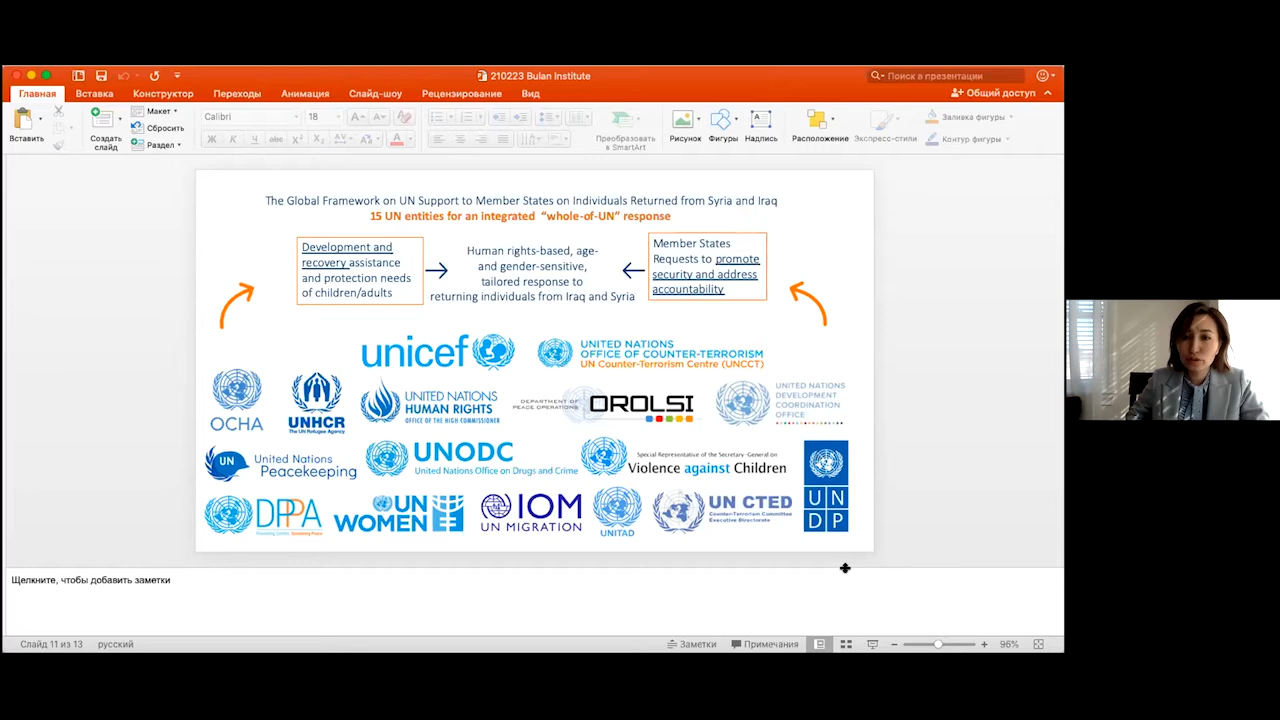 210223 Bulan Institute
Поиск в презентации
Главная Вставка Конструктор Переходы Анимация Слайд-шоу Рецензирование Вид Общий доступ
Вставить
Создать слайд
Макет
Сбросить
Раздел
Calibri 18
Преобразовать в SmartArt
Рисунок Фигуры Надпись Расположение Экспресс-стили
Заливка фигуры
Контур фигуры
The Global Framework on UN Support to Member States on Individuals Returned from Syria and Iraq
15 UN entities for an integrated “whole-of-UN” response
Development and
recovery assistance
and protection needs
of children/adults
Human rights-based, age-
and gender-sensitive,
tailored response to
returning individuals from Iraq and Syria
Member States
Requests to promote
security and address
accountability
unicef
UNITED NATIONS
OFFICE OF COUNTER-TERRORISM
UN Counter-Terrorism Centre (UNCCT)
OCHA
UNHCR
The UN Refugee Agency
UNITED NATIONS
HUMAN RIGHTS
OFFICE OF THE HIGH COMMISSIONER
DEPARTMENT OF
PEACE OPERATIONS
OROLSI
UNITED NATIONS
DEVELOPMENT
COORDINATION
OFFICE
UN
United Nations
Peacekeeping
UNODC
United Nations Office on Drugs and Crime
Special Representative of the Secretary-General on
Violence against Children
DPPA
UN
WOMEN
IOM
UN MIGRATION
UNITAD
UN CTED
Counter-Terrorism Committee
Executive Directorate
UN
DP
Щелкните, чтобы добавить заметки
Слайд 11 из 13 русский Заметки Примечания 96%